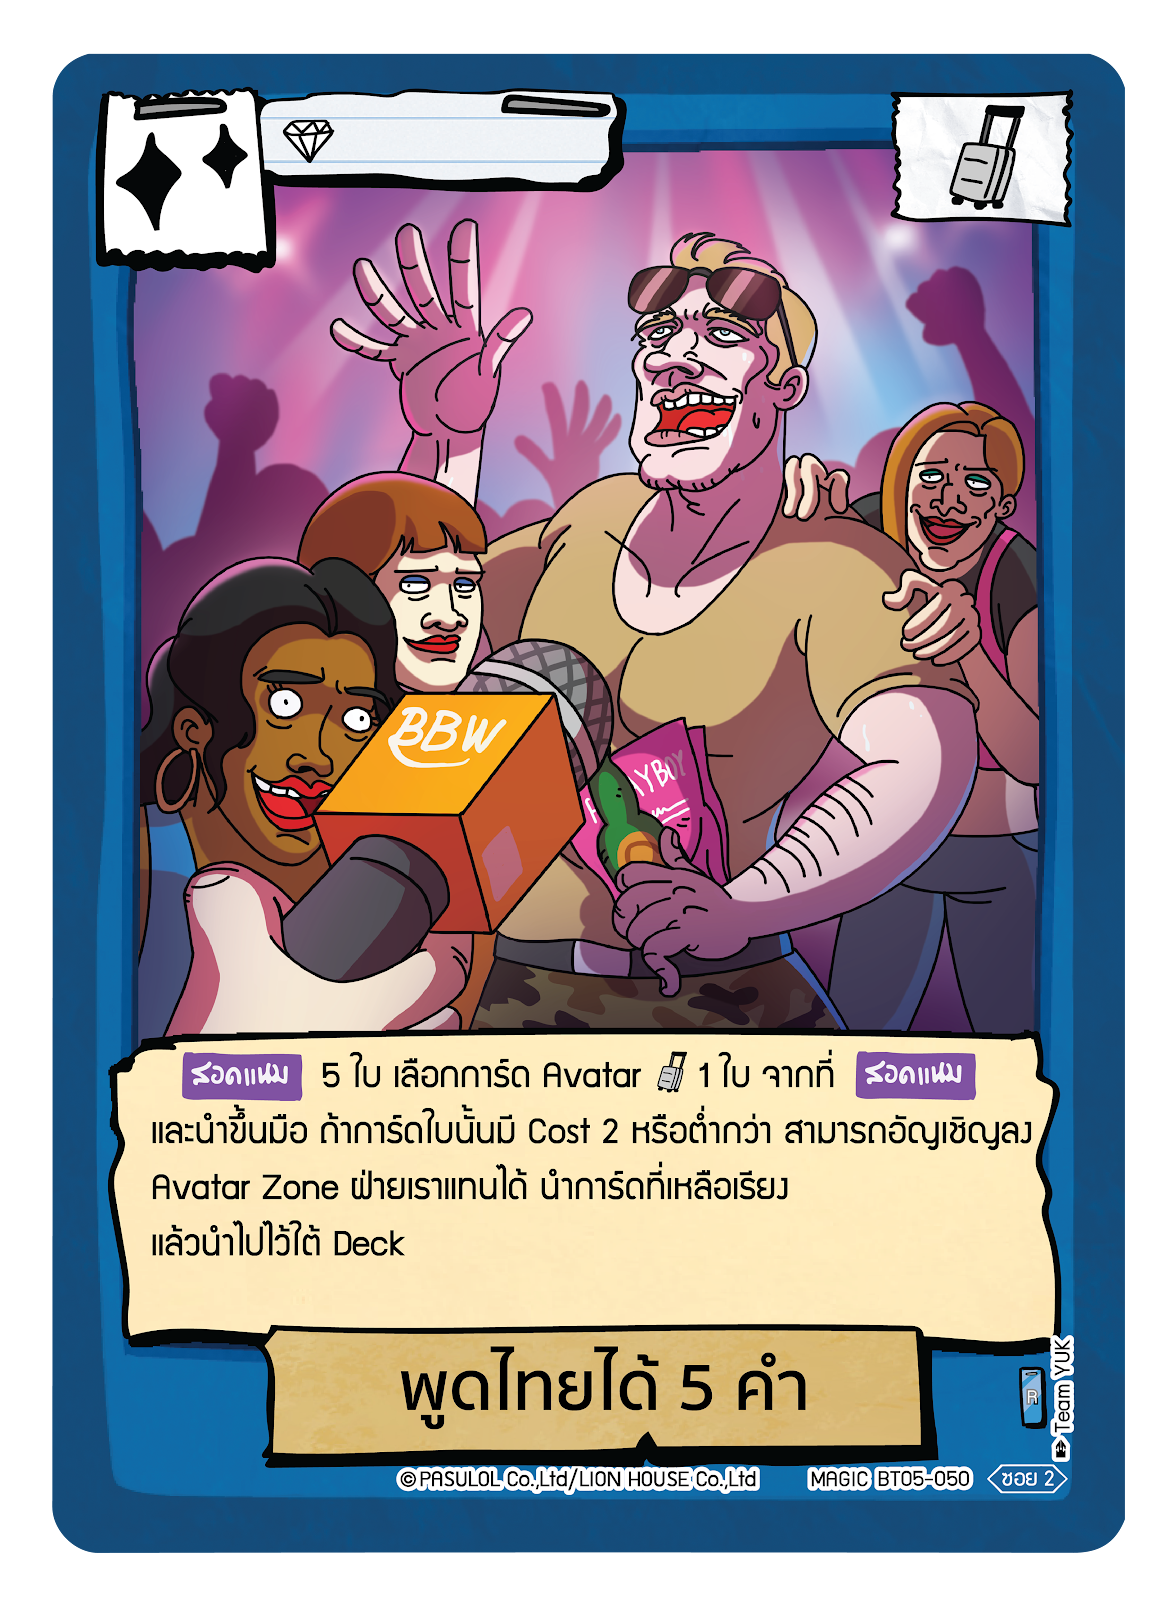 BBW
PLAYBOY
สอดแนม 5 ใบ เลือกการ์ด Avatar 1 ใบ จากที่ สอดแนม
และนำขึ้นมือ ถ้าการ์ดใบนั้นมี Cost 2 หรือต่ำกว่า สามารถอัญเชิญลง
Avatar Zone ฝ่ายเราแทนได้ นำการ์ดที่เหลือเรียง
แล้วนำไปไว้ใต้ Deck
พูดไทยได้ 5 คำ
R
Team YUK
© PASULOL Co.,Ltd/LION HOUSE Co.,Ltd MAGIC BT05-050 ซอย 2